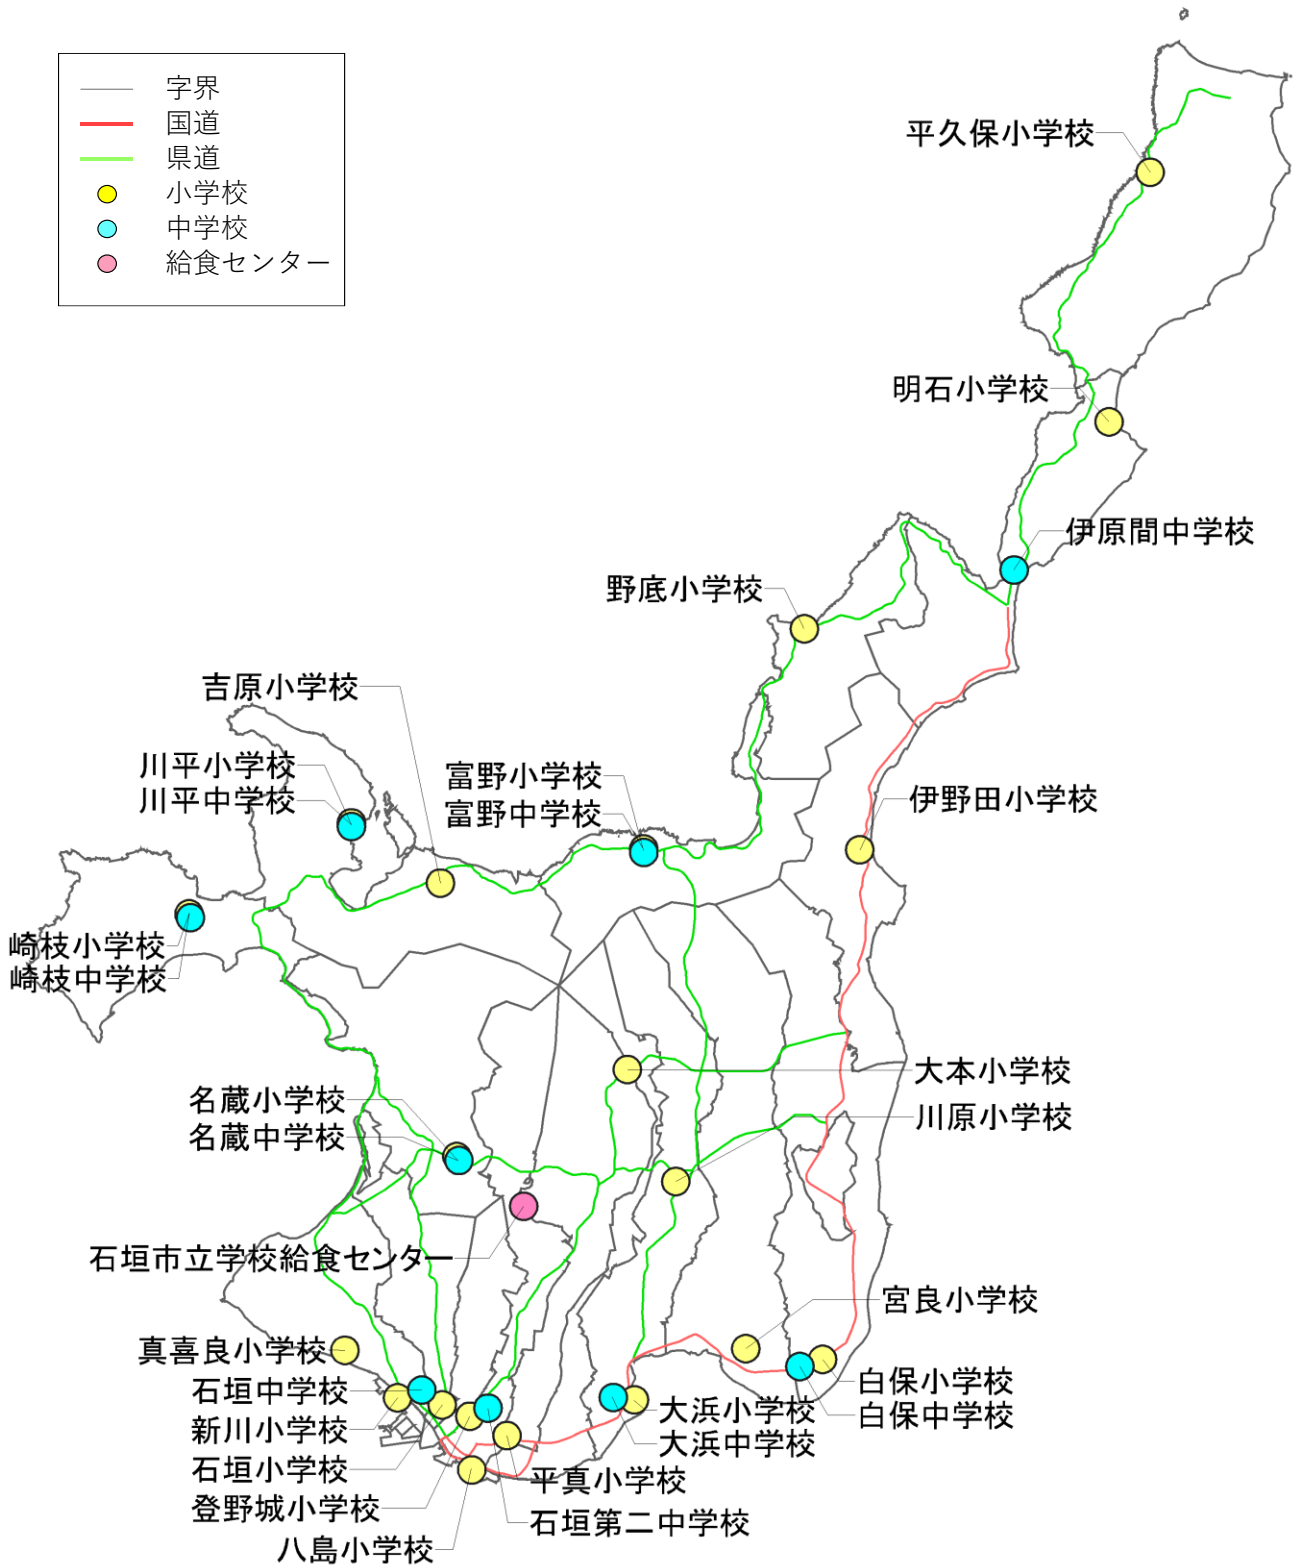 字界
国道
県道
小学校
中学校
給食センター
平久保小学校
明石小学校
伊原間中学校
野底小学校
吉原小学校
川平小学校
川平中学校
富野小学校
富野中学校
伊野田小学校
崎枝小学校
崎枝中学校
大本小学校
名蔵小学校
川原小学校
名蔵中学校
石垣市立学校給食センター
宮良小学校
真喜良小学校
白保小学校
石垣中学校
大浜小学校
白保中学校
新川小学校
大浜中学校
石垣小学校
平真小学校
登野城小学校
石垣第二中学校
八島小学校